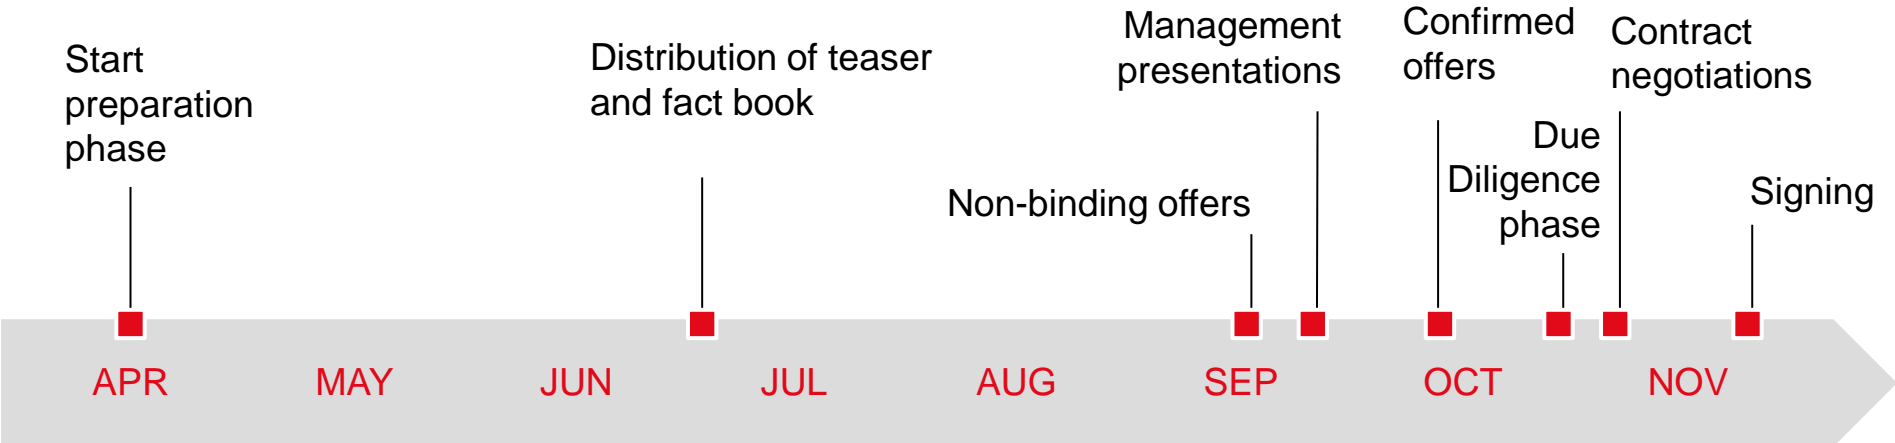 Start
preparation
phase
Distribution of teaser
and fact book
Non-binding offers
Management
presentations
Confirmed
offers
Due
Diligence
phase
Contract
negotiations
Signing
APR
MAY
JUN
JUL
AUG
SEP
OCT
NOV